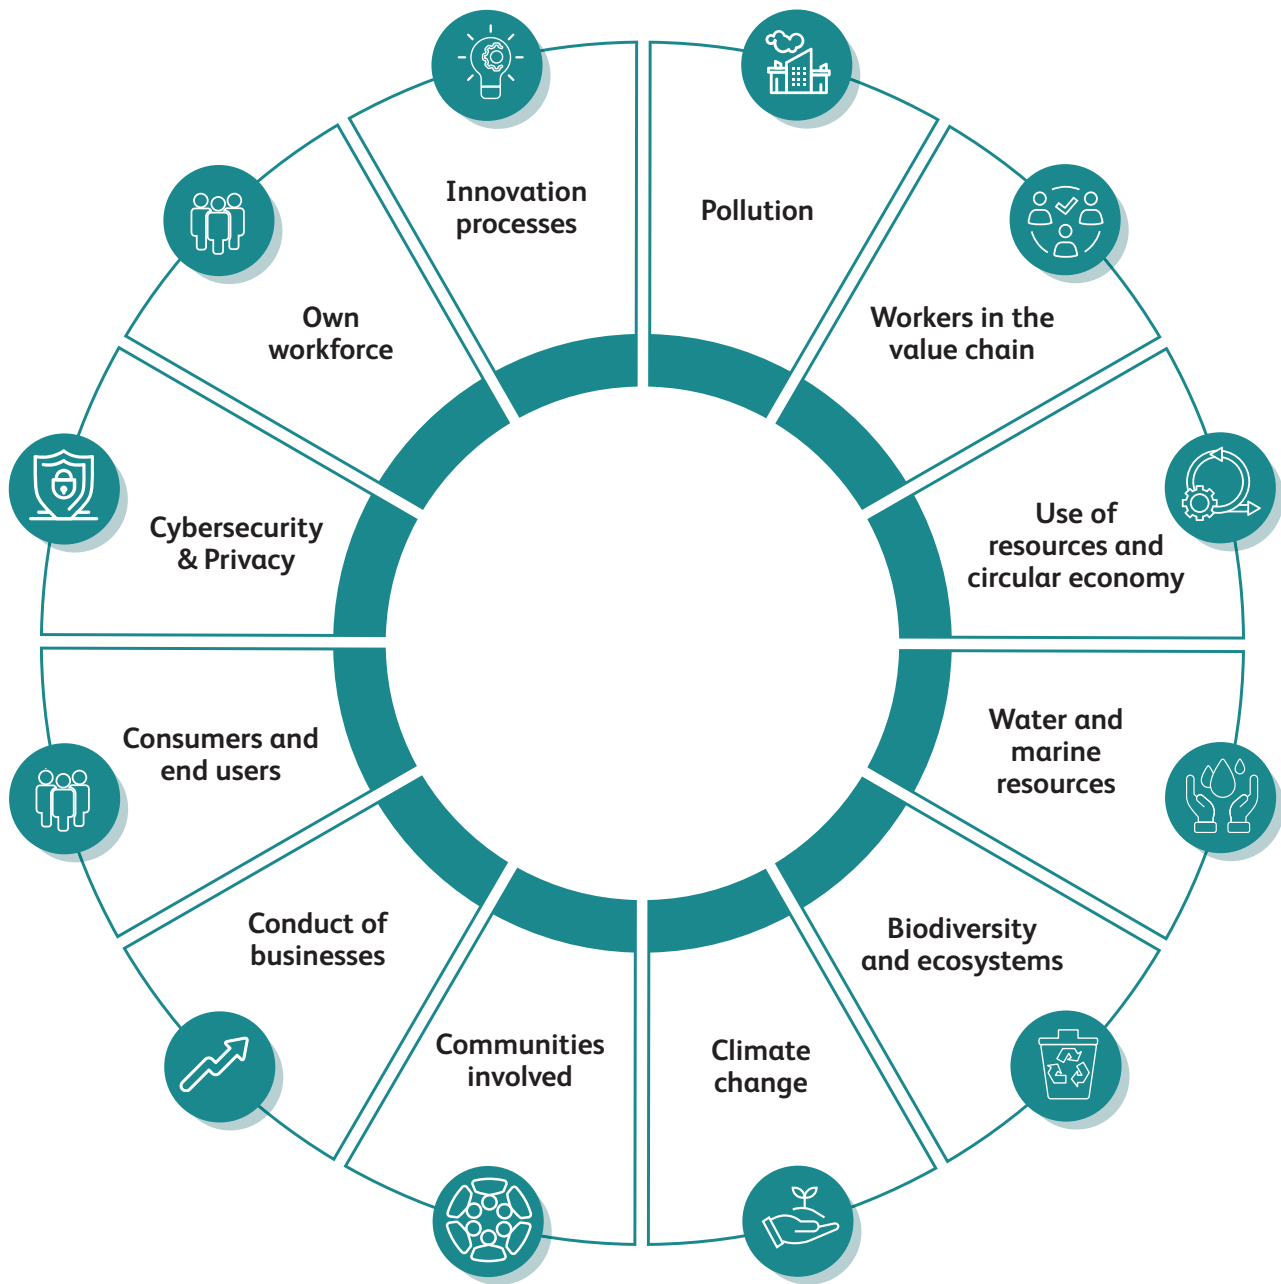 Innovation
processes
Pollution
Workers in the
value chain
Use of
resources and
circular economy
Water and
marine
resources
Biodiversity
and ecosystems
Climate
change
Communities
involved
Conduct of
businesses
Consumers and
end users
Cybersecurity
& Privacy
Own
workforce